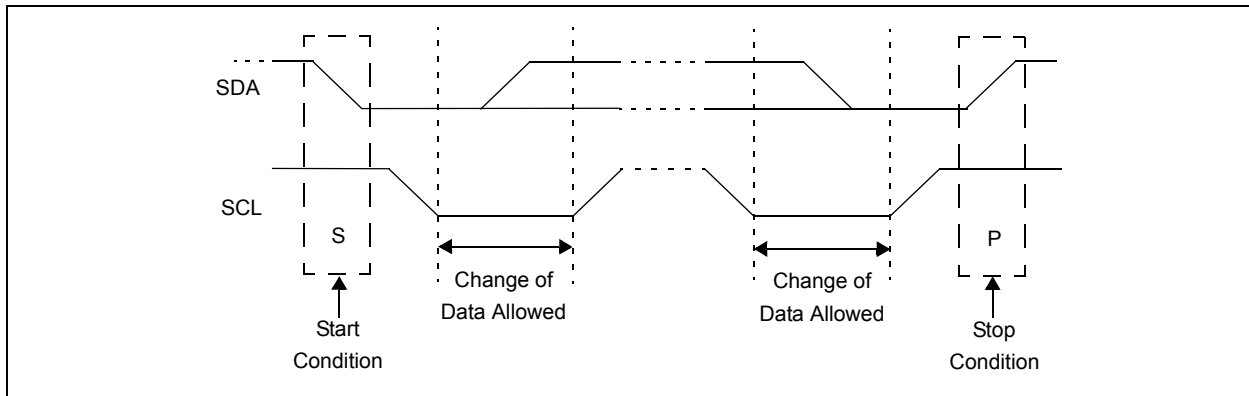 SDA
SCL
S
P
Change of
Data Allowed
Change of
Data Allowed
Start
Condition
Stop
Condition